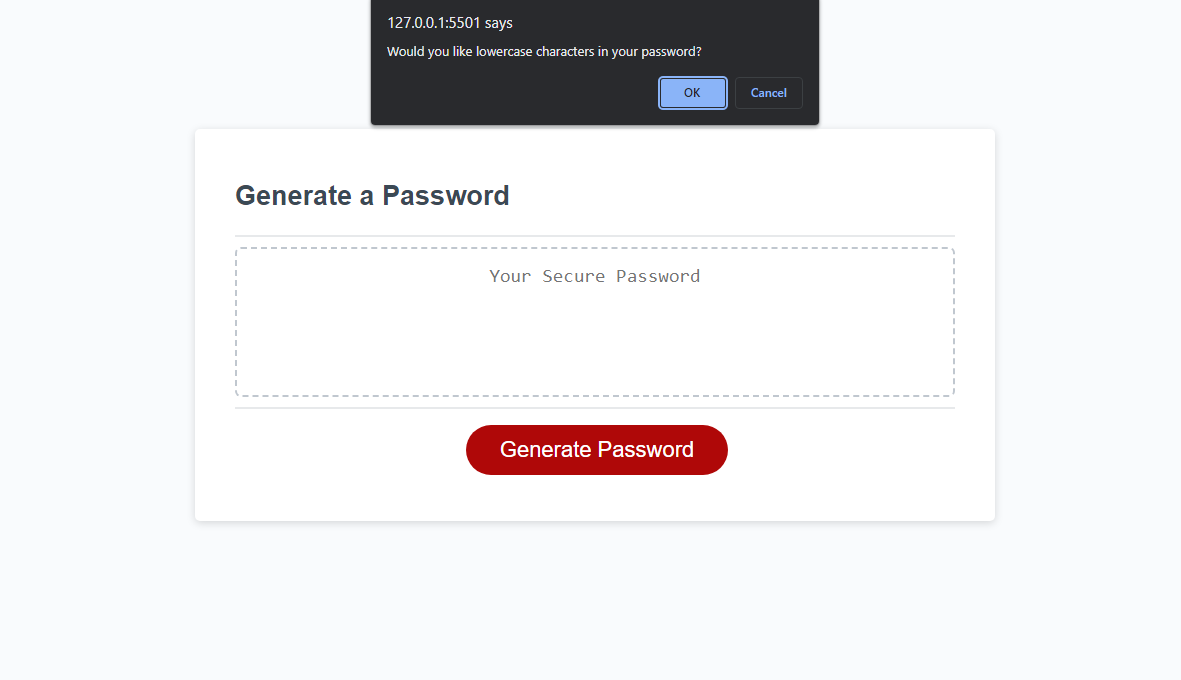 127.0.0.1:5501 says
Would you like lowercase characters in your password?
OK
Cancel
Generate a Password
Your Secure Password
Generate Password